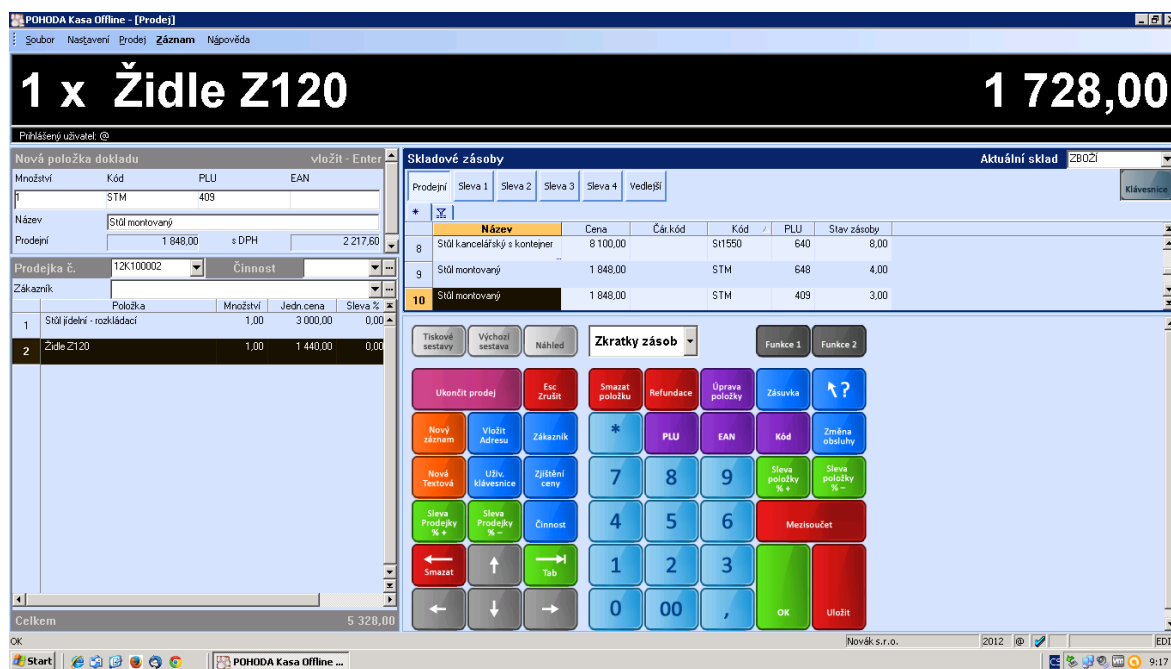 POHODA Kasa Offline - [Prodej]
Soubor Nastavení Prodej Záznam Nápověda
1 x Židle Z120 1 728,00
Prihlášený uživatel: @
Nová položka dokladu vložit - Enter
Množství Kód PLU EAN
1 STM 409
Název Stůl montovaný
Prodejní 1 848,00 s DPH 2 217,60
Prodejka č. 12K100002 Činnost
Zákazník
Položka Množství Jedn.cena Sleva %
1 Stůl jídelní - rozkládací 1,00 3 000,00 0,00
2 Židle Z120 1,00 1 440,00 0,00
Celkem 5 328,00
Skladové zásoby Aktuální sklad ZBOŽÍ
Prodejní Sleva 1 Sleva 2 Sleva 3 Sleva 4 Vedlejší Klávesnice
*
Název Cena Čár.kód Kód PLU Stav zásoby
8 Stůl kancelářský s kontejner 8 100,00 St1550 640 8,00
9 Stůl montovaný 1 848,00 STM 648 4,00
10 Stůl montovaný 1 848,00 STM 409 3,00
Tiskové sestavy Výchozí sestava Náhled Zkratky zásob Funkce 1 Funkce 2
Ukončit prodej Esc Zrušit Smazat položku Refundace Úprava položky Zásuvka ?
Nový záznam Vložit Adresu Zákazník * PLU EAN Kód Změna obsluhy
Nová Textová Uživ. klávesnice Zjištění ceny 7 8 9 Sleva položky % + Sleva položky % –
Sleva Prodejky % + Sleva Prodejky % – Činnost 4 5 6 Mezisoučet
Smazat Tab 1 2 3
0 00 , OK Uložit
OK Novák s.r.o. 2012 @ EDI
Start POHODA Kasa Offline ... CS 9:17